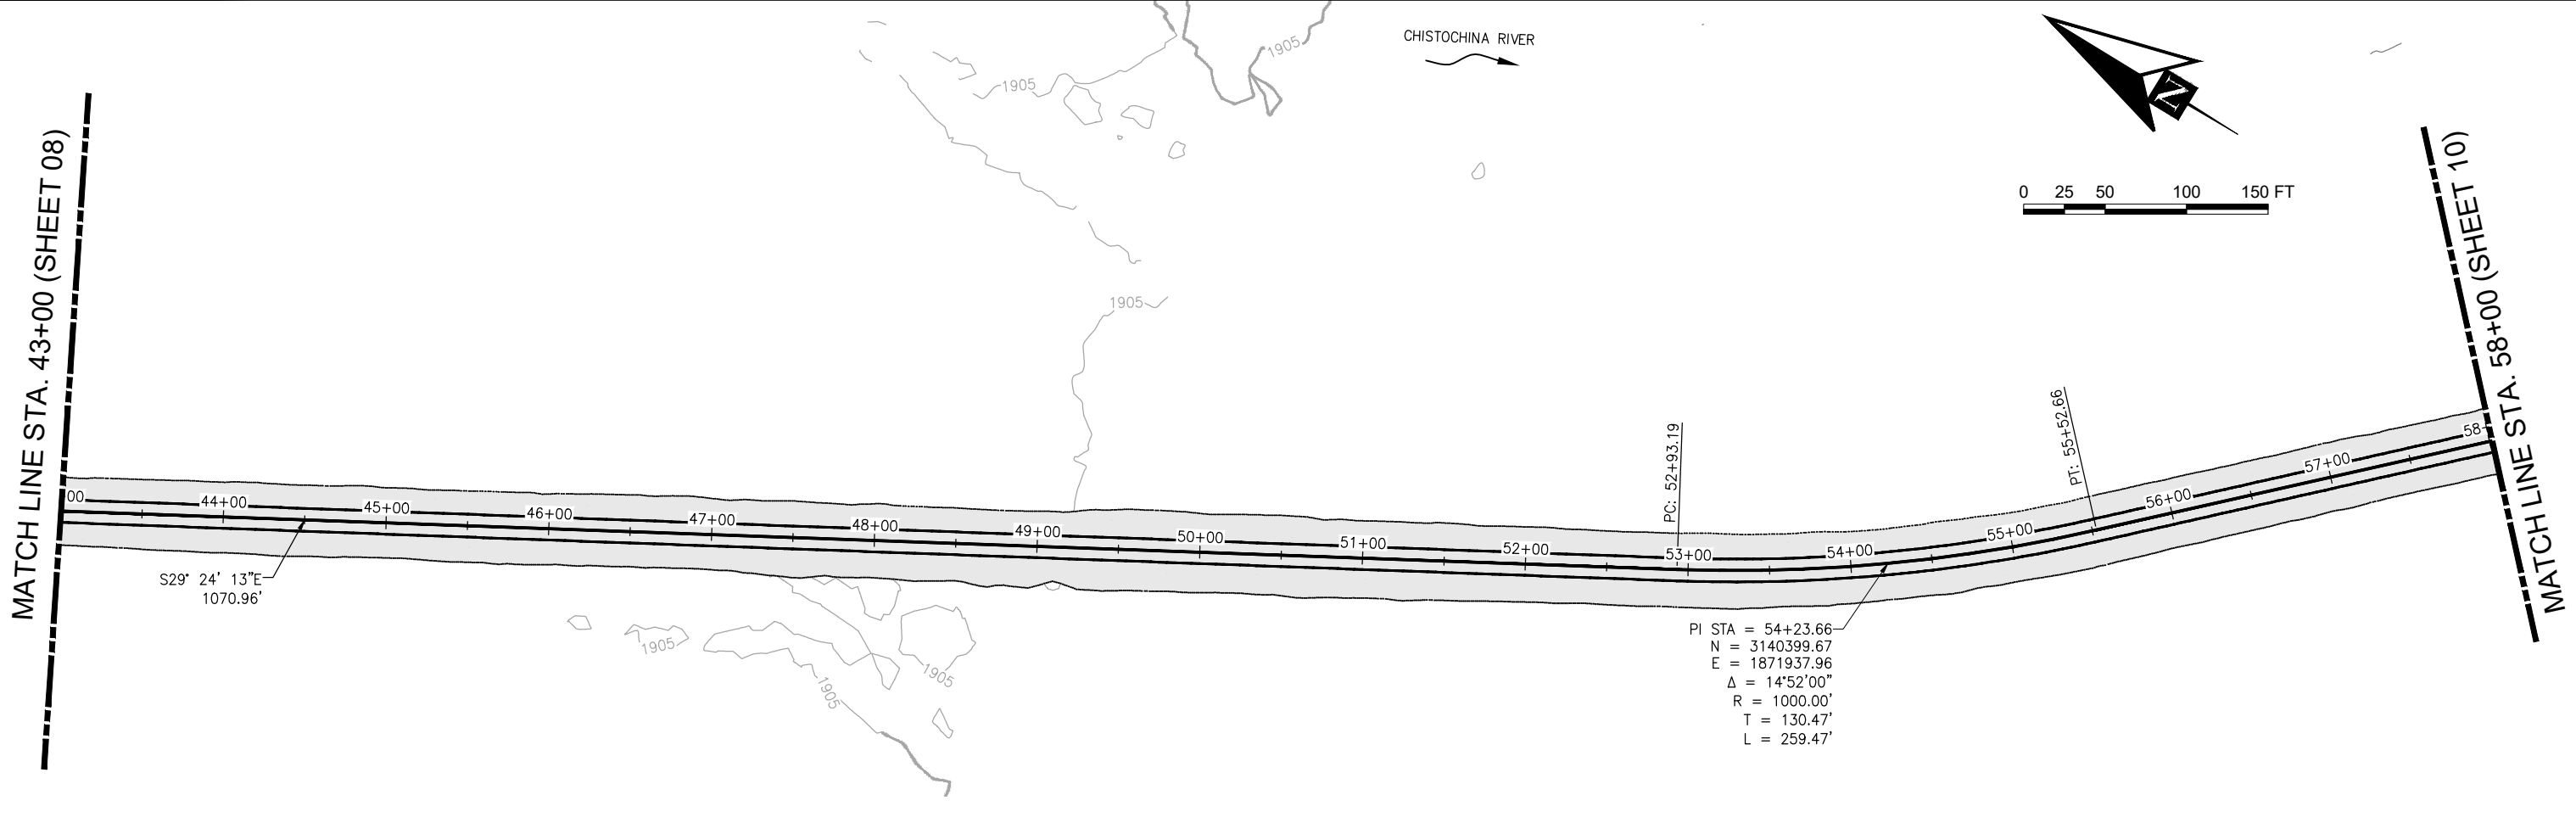 CHISTOCHINA RIVER
1905
1905
N
0 25 50 100 150 FT
MATCH LINE STA. 43+00 (SHEET 08)
MATCH LINE STA. 58+00 (SHEET 10)
1905
PC: 52+93.19
PT: 55+52.66
00
44+00
45+00
46+00
47+00
48+00
49+00
50+00
51+00
52+00
53+00
54+00
55+00
56+00
57+00
58
S29° 24' 13"E
1070.96'
1905
1905
1905
PI STA = 54+23.66
N = 3140399.67
E = 1871937.96
Δ = 14°52'00"
R = 1000.00'
T = 130.47'
L = 259.47'